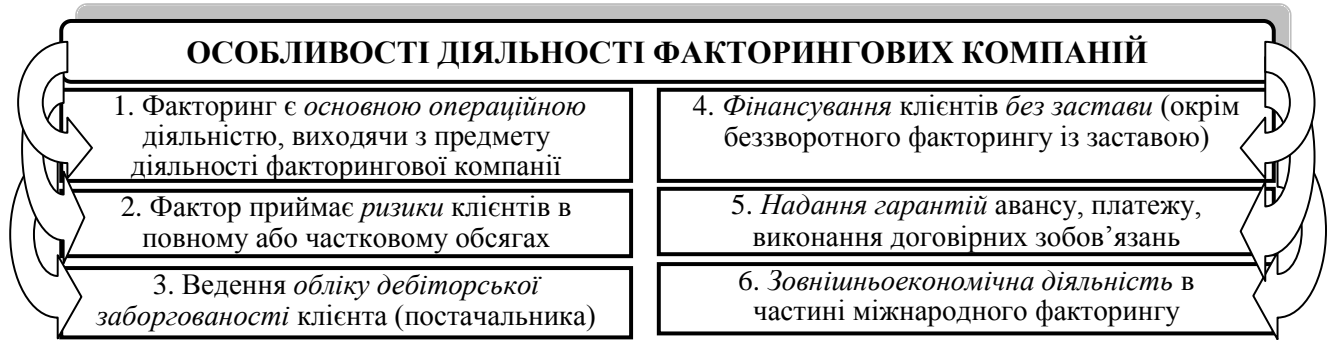 ОСОБЛИВОСТІ ДІЯЛЬНОСТІ ФАКТОРИНГОВИХ КОМПАНІЙ
1. Факторинг є основною операційною
діяльністю, виходячи з предмету
діяльності факторингової компанії
2. Фактор приймає ризики клієнтів в
повному або частковому обсягах
3. Ведення обліку дебіторської
заборгованості клієнта (постачальника)
4. Фінансування клієнтів без застави (окрім
беззворотного факторингу із заставою)
5. Надання гарантій авансу, платежу,
виконання договірних зобов’язань
6. Зовнішньоекономічна діяльність в
частині міжнародного факторингу